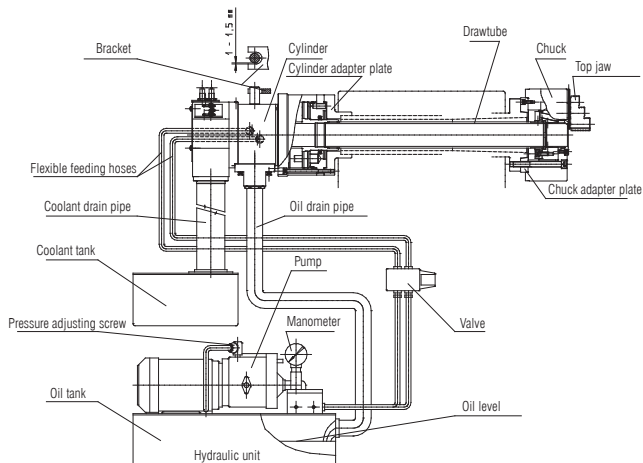 1 - 1,5 mm
Bracket
Cylinder
Cylinder adapter plate
Drawtube
Chuck
Top jaw
Flexible feeding hoses
Chuck adapter plate
Coolant drain pipe
Oil drain pipe
Coolant tank
Pump
Valve
Pressure adjusting screw
Manometer
Oil tank
Oil level
Hydraulic unit